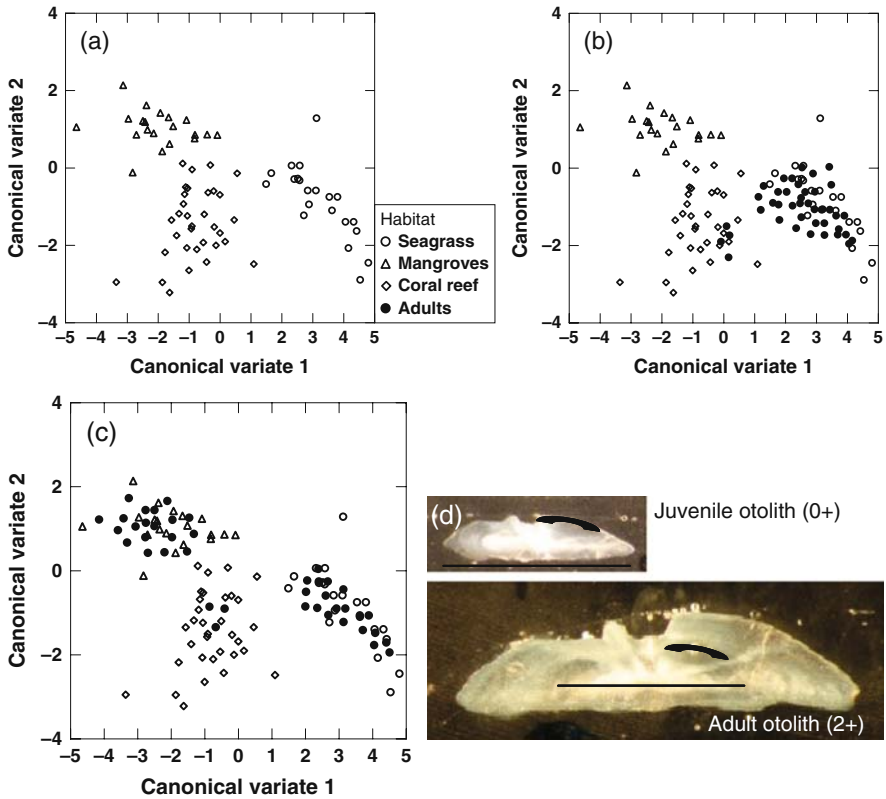 (a)
4
2
0
−2
−4
Canonical variate 2
−5 −4 −3 −2 −1 0 1 2 3 4 5
Canonical variate 1
Habitat
Seagrass
Mangroves
Coral reef
Adults
(b)
4
2
0
−2
−4
Canonical variate 2
−5 −4 −3 −2 −1 0 1 2 3 4 5
Canonical variate 1
(c)
4
2
0
−2
−4
Canonical variate 2
−5 −4 −3 −2 −1 0 1 2 3 4 5
Canonical variate 1
(d)
Juvenile otolith (0+)
Adult otolith (2+)